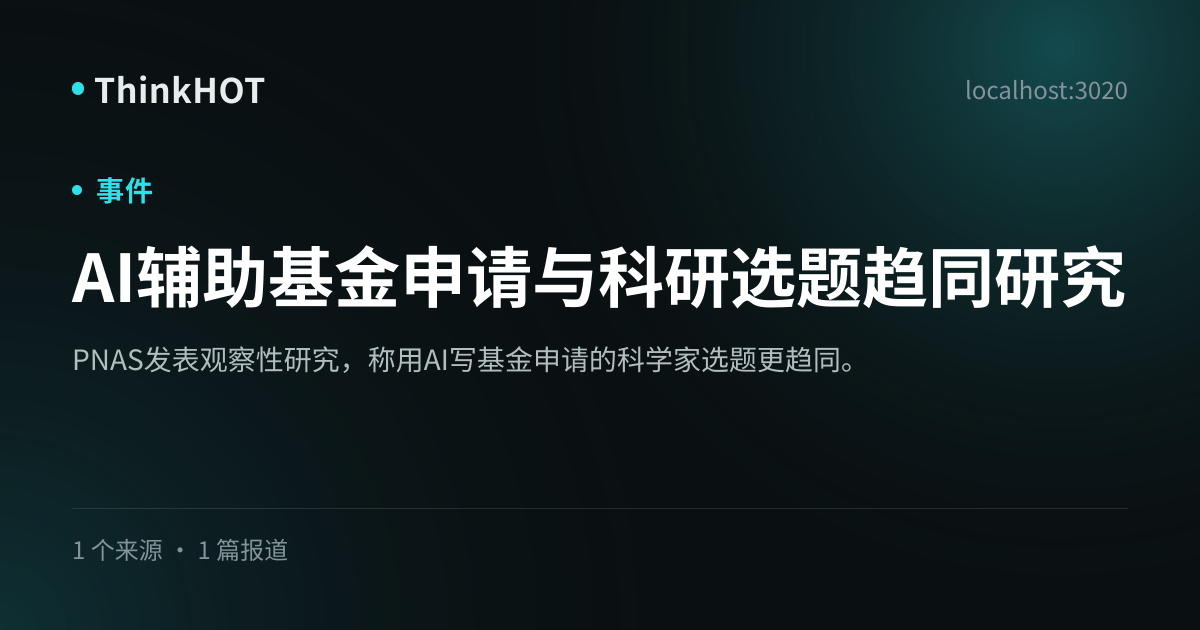 ThinkHOT
localhost:3020
事件
AI辅助基金申请与科研选题趋同研究
PNAS发表观察性研究，称用AI写基金申请的科学家选题更趋同。
1 个来源 · 1 篇报道